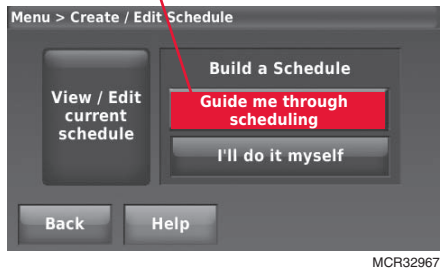 Menu > Create / Edit Schedule
View / Edit
current
schedule
Build a Schedule
Guide me through
scheduling
I'll do it myself
Back
Help
MCR32967